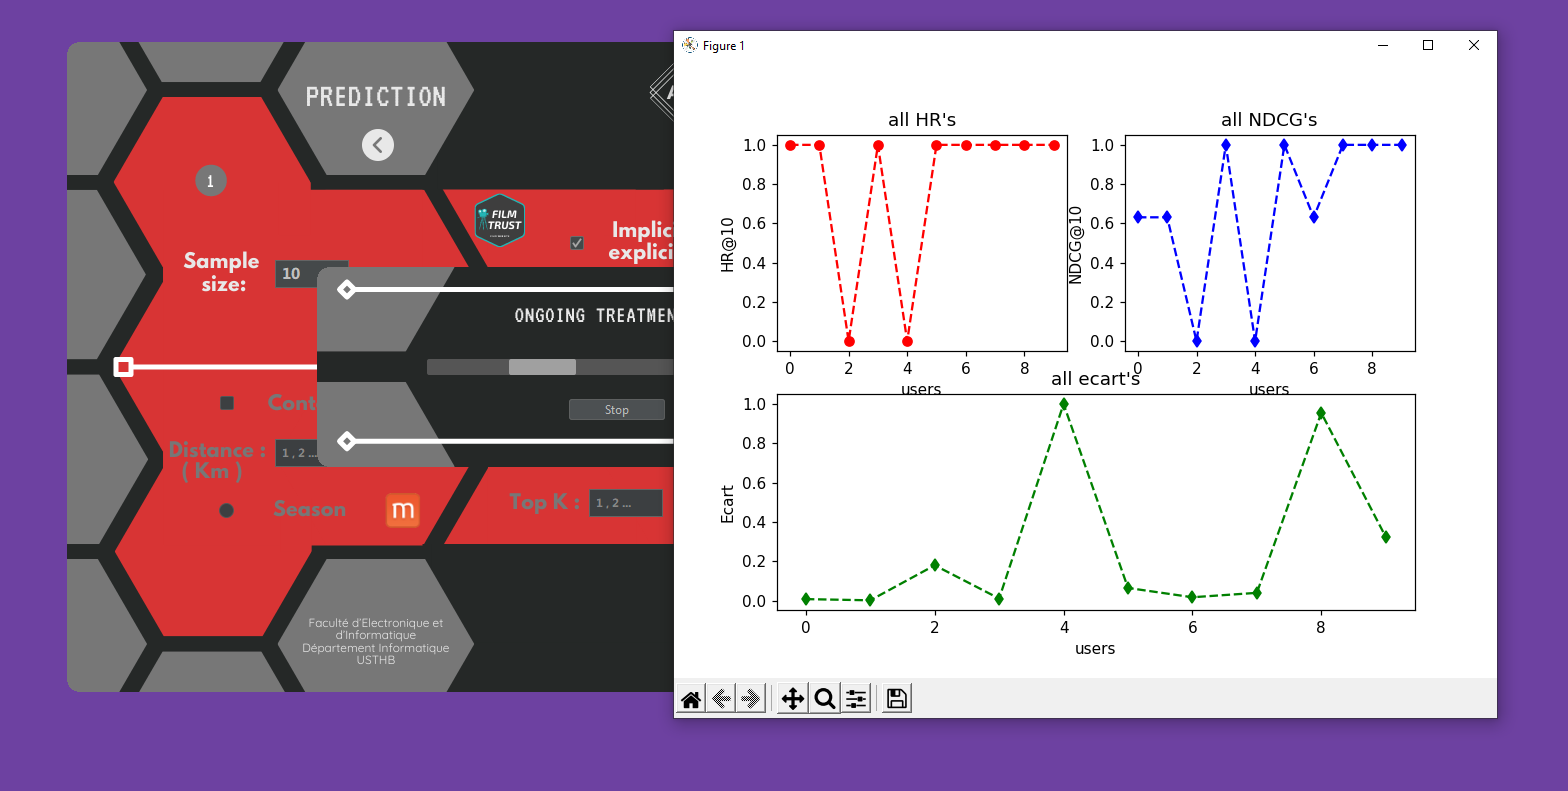 PREDICTION
1
Sample
size:
10
FILM
TRUST
ONGOING TREATMEN
Stop
Distance :
( Km )
1 , 2 ...
Season
m
Top K :
1 , 2 ...
Faculté d'Electronique et
d'Informatique
Département Informatique
USTHB
Figure 1
all HR's
HR@10
1.0
0.8
0.6
0.4
0.2
0.0
0 2 4 6 8
users
all NDCG's
NDCG@10
1.0
0.8
0.6
0.4
0.2
0.0
0 2 4 6 8
users
all ecart's
Ecart
1.0
0.8
0.6
0.4
0.2
0.0
0 2 4 6 8
users